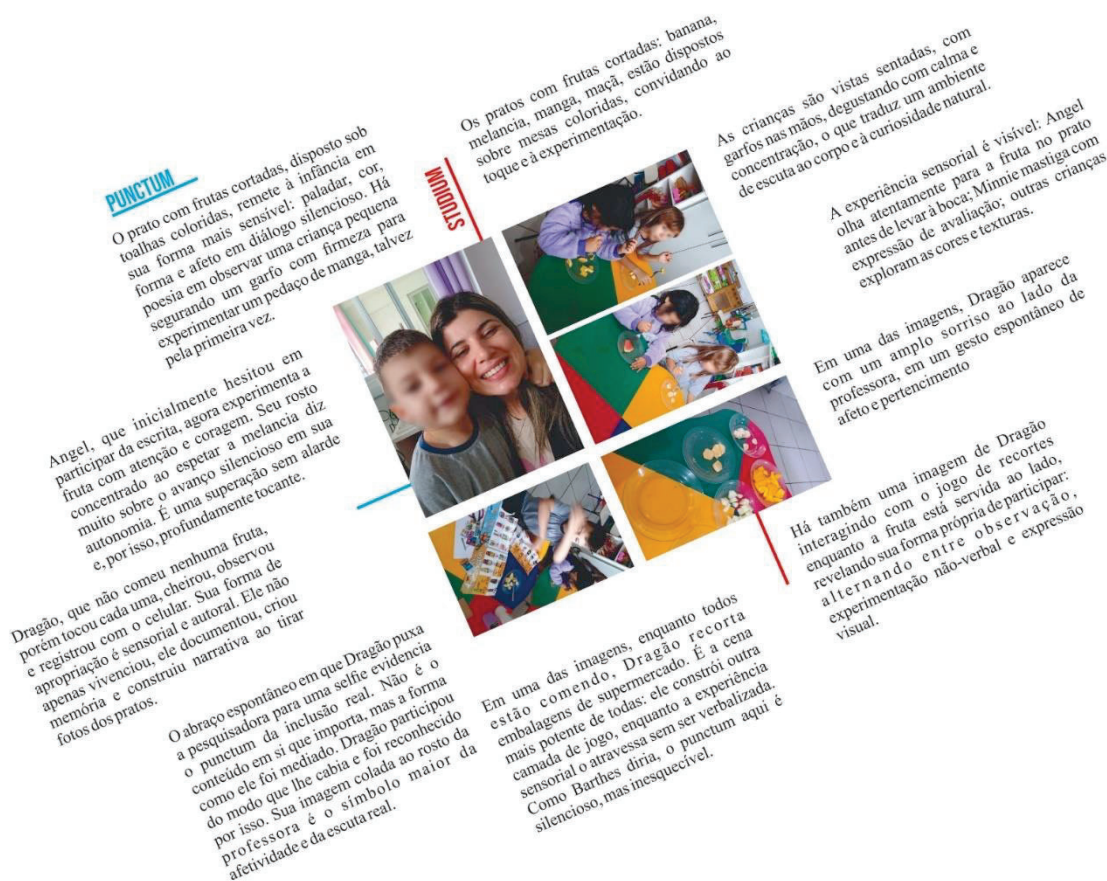 PUNCTUM
O prato com frutas cortadas, disposto sob
toalhas coloridas, remete à infância em
sua forma mais sensível: paladar, cor,
forma e afeto em diálogo silencioso. Há
poesia em observar uma criança pequena
segurando um garfo com firmeza para
experimentar um pedaço de manga, talvez
pela primeira vez.
Angel, que inicialmente hesitou em
participar da escrita, agora experimenta a
fruta com atenção e coragem. Seu rosto
concentrado ao espetar a melancia diz
muito sobre o avanço silencioso em sua
autonomia. É uma superação sem alarde
e, por isso, profundamente tocante.
Dragão, que não comeu nenhuma fruta,
porém tocou cada uma, cheirou, observou
e registrou com o celular. Sua forma de
apropriação é sensorial e autoral. Ele não
apenas vivenciou, ele documentou, criou
memória e construiu narrativa ao tirar
fotos dos pratos.
O abraço espontâneo em que Dragão puxa
a pesquisadora para uma selfie evidencia
o punctum da inclusão real. Não é o
conteúdo em si que importa, mas a forma
como ele foi mediado. Dragão participou
do modo que lhe cabia e foi reconhecido
por isso. Sua imagem colada ao rosto da
professora é o símbolo maior da
afetividade e da escuta real.
Em uma das imagens, enquanto todos
estão comendo, Dragão recorta
embalagens de supermercado. É a cena
mais potente de todas: ele constrói outra
camada de jogo, enquanto a experiência
sensorial o atravessa sem ser verbalizada.
Como Barthes diria, o punctum aqui é
silencioso, mas inesquecível.
STUDIUM
Os pratos com frutas cortadas: banana,
melancia, manga, maçã, estão dispostos
sobre mesas coloridas, convidando ao
toque e à experimentação.
As crianças são vistas sentadas, com
garfos nas mãos, degustando com calma e
concentração, o que traduz um ambiente
de escuta ao corpo e à curiosidade natural.
A experiência sensorial é visível: Angel
olha atentamente para a fruta no prato
antes de levar à boca; Minnie mastiga com
expressão de avaliação; outras crianças
exploram as cores e texturas.
Em uma das imagens, Dragão aparece
com um amplo sorriso ao lado da
professora, em um gesto espontâneo de
afeto e pertencimento
Há também uma imagem de Dragão
interagindo com o jogo de recortes
enquanto a fruta está servida ao lado,
revelando sua forma própria de participar:
alternando entre observação,
experimentação não-verbal e expressão
visual.